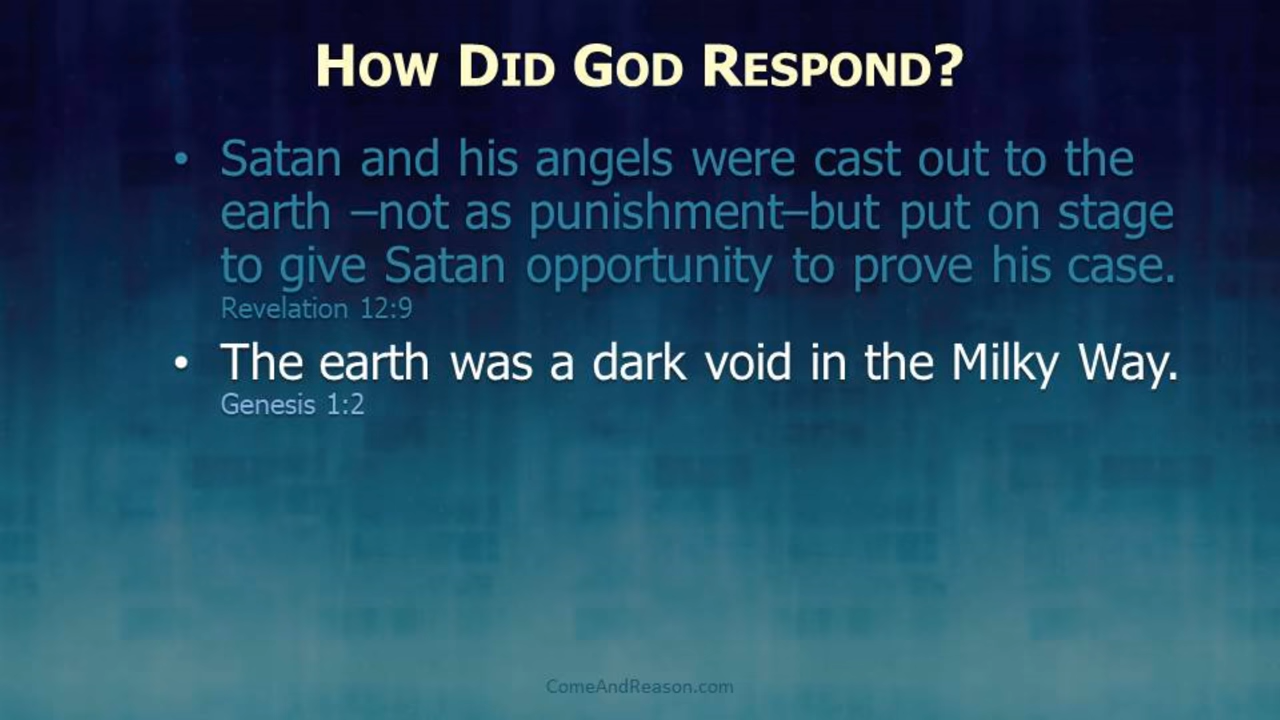 How Did God Respond?
• Satan and his angels were cast out to the
earth –not as punishment–but put on stage
to give Satan opportunity to prove his case.
Revelation 12:9
• The earth was a dark void in the Milky Way.
Genesis 1:2
ComeAndReason.com